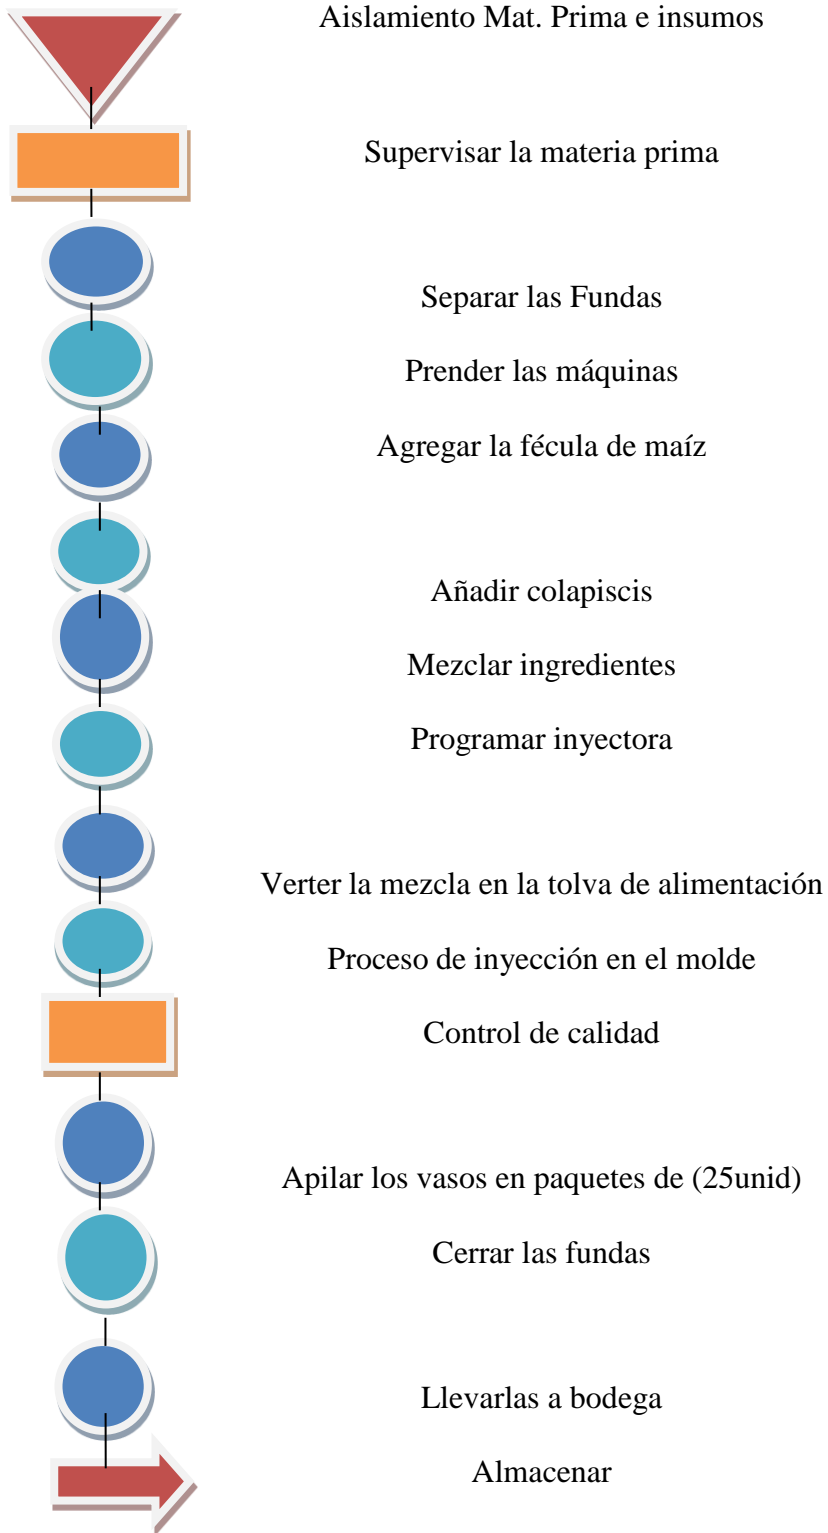 Aislamiento Mat. Prima e insumos
Supervisar la materia prima
Separar las Fundas
Prender las máquinas
Agregar la fécula de maíz
Añadir colapiscis
Mezclar ingredientes
Programar inyectora
Verter la mezcla en la tolva de alimentación
Proceso de inyección en el molde
Control de calidad
Apilar los vasos en paquetes de (25unid)
Cerrar las fundas
Llevarlas a bodega
Almacenar